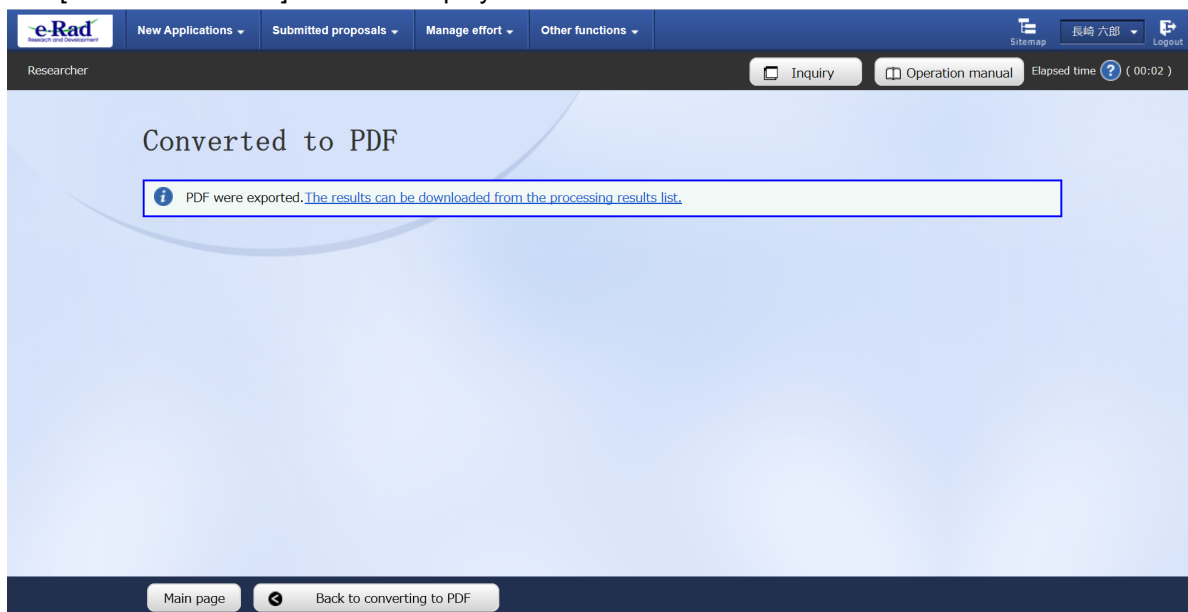 e-Rad
Research and Development
New Applications
Submitted proposals
Manage effort
Other functions
Sitemap
長崎 六郎
Logout
Researcher
Inquiry
Operation manual
Elapsed time ? ( 00:02 )
Converted to PDF
PDF were exported.The results can be downloaded from the processing results list.
Main page
Back to converting to PDF